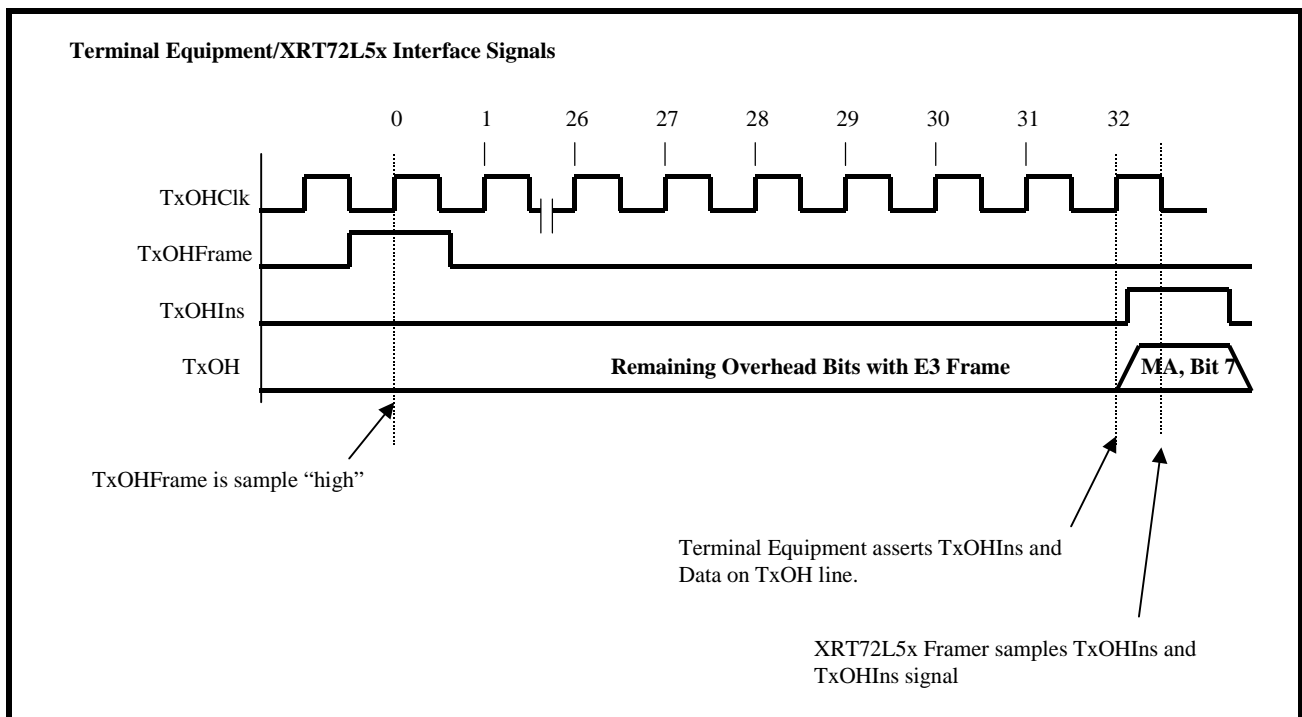 Terminal Equipment/XRT72L5x Interface Signals
0 1 26 27 28 29 30 31 32
TxOHClk
TxOHFrame
TxOHIns
TxOH
Remaining Overhead Bits with E3 Frame
MA, Bit 7
TxOHFrame is sample “high”
Terminal Equipment asserts TxOHIns and
Data on TxOH line.
XRT72L5x Framer samples TxOHIns and
TxOHIns signal